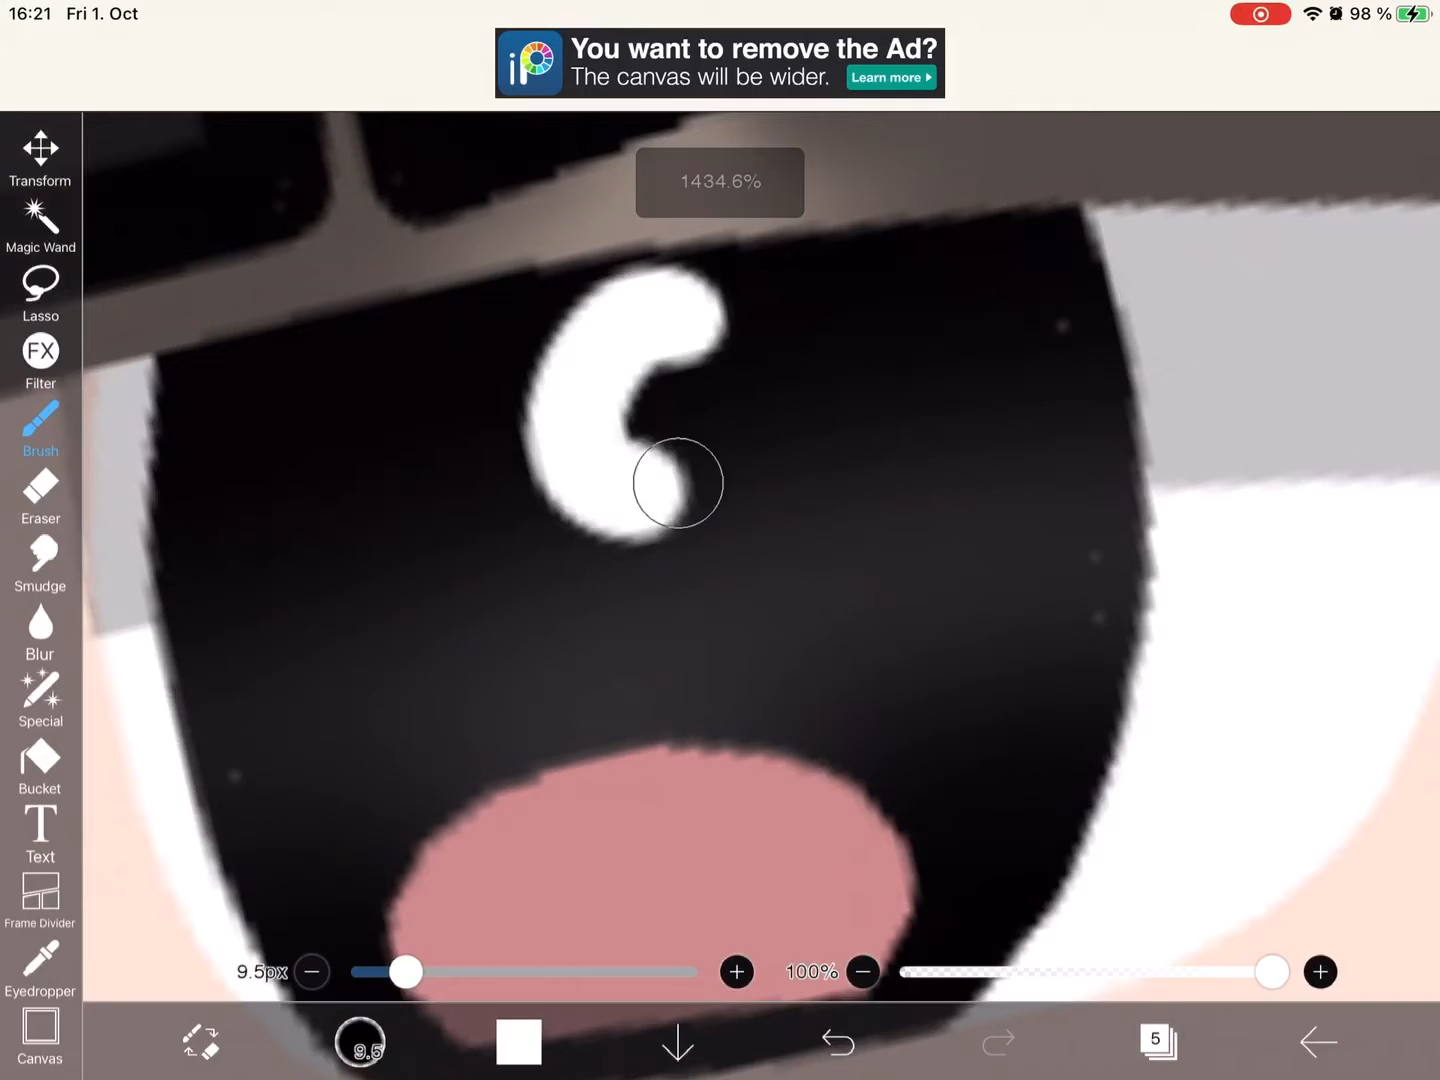 16:21 Fri 1. Oct
98 %
iP
You want to remove the Ad?
The canvas will be wider.
Learn more
1434.6%
Transform
Magic Wand
Lasso
FX
Filter
Brush
Eraser
Smudge
Blur
Special
Bucket
T
Text
Frame Divider
Eyedropper
Canvas
9.5px
100%
9.5
5